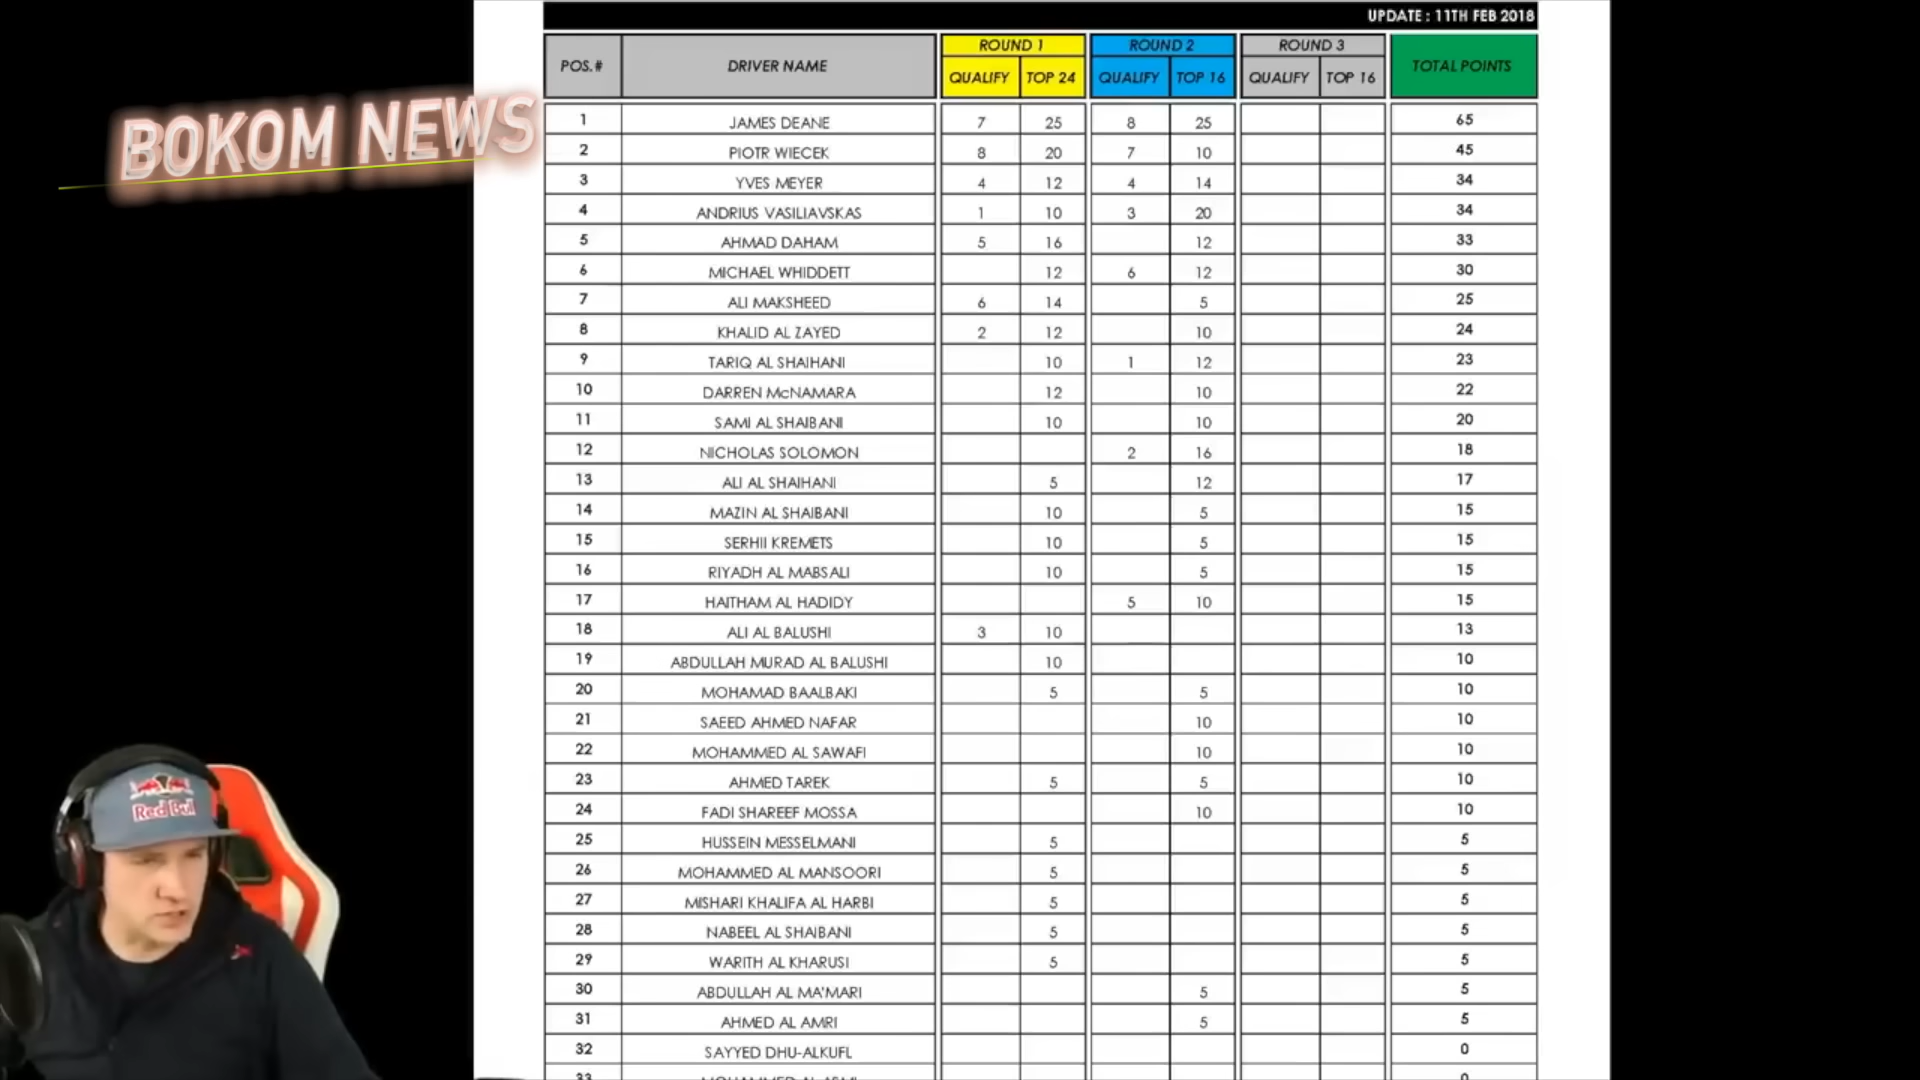 UPDATE : 11TH FEB 2018
POS.# DRIVER NAME ROUND 1 ROUND 2 ROUND 3 TOTAL POINTS
QUALIFY TOP 24 QUALIFY TOP 16 QUALIFY TOP 16
BOKOM NEWS
1 JAMES DEANE 7 25 8 25 65
2 PIOTR WIECEK 8 20 7 10 45
3 YVES MEYER 4 12 4 14 34
4 ANDRIUS VASILIAVSKAS 1 10 3 20 34
5 AHMAD DAHAM 5 16 12 33
6 MICHAEL WHIDDETT 12 6 12 30
7 ALI MAKSHEED 6 14 5 25
8 KHALID AL ZAYED 2 12 10 24
9 TARIQ AL SHAIHANI 10 1 12 23
10 DARREN McNAMARA 12 10 22
11 SAMI AL SHAIBANI 10 10 20
12 NICHOLAS SOLOMON 2 16 18
13 ALI AL SHAIHANI 5 12 17
14 MAZIN AL SHAIBANI 10 5 15
15 SERHII KREMETS 10 5 15
16 RIYADH AL MABSALI 10 5 15
17 HAITHAM AL HADIDY 5 10 15
18 ALI AL BALUSHI 3 10 13
19 ABDULLAH MURAD AL BALUSHI 10 10
20 MOHAMAD BAALBAKI 5 5 10
21 SAEED AHMED NAFAR 10 10
22 MOHAMMED AL SAWAFI 10 10
23 AHMED TAREK 5 5 10
24 FADI SHAREEF MOSSA 10 10
25 HUSSEIN MESSELMANI 5 5
26 MOHAMMED AL MANSOORI 5 5
27 MISHARI KHALIFA AL HARBI 5 5
28 NABEEL AL SHAIBANI 5 5
29 WARITH AL KHARUSI 5 5
30 ABDULLAH AL MA'MARI 5 5
31 AHMED AL AMRI 5 5
32 SAYYED DHU-ALKUFL 0
33
Red Bull